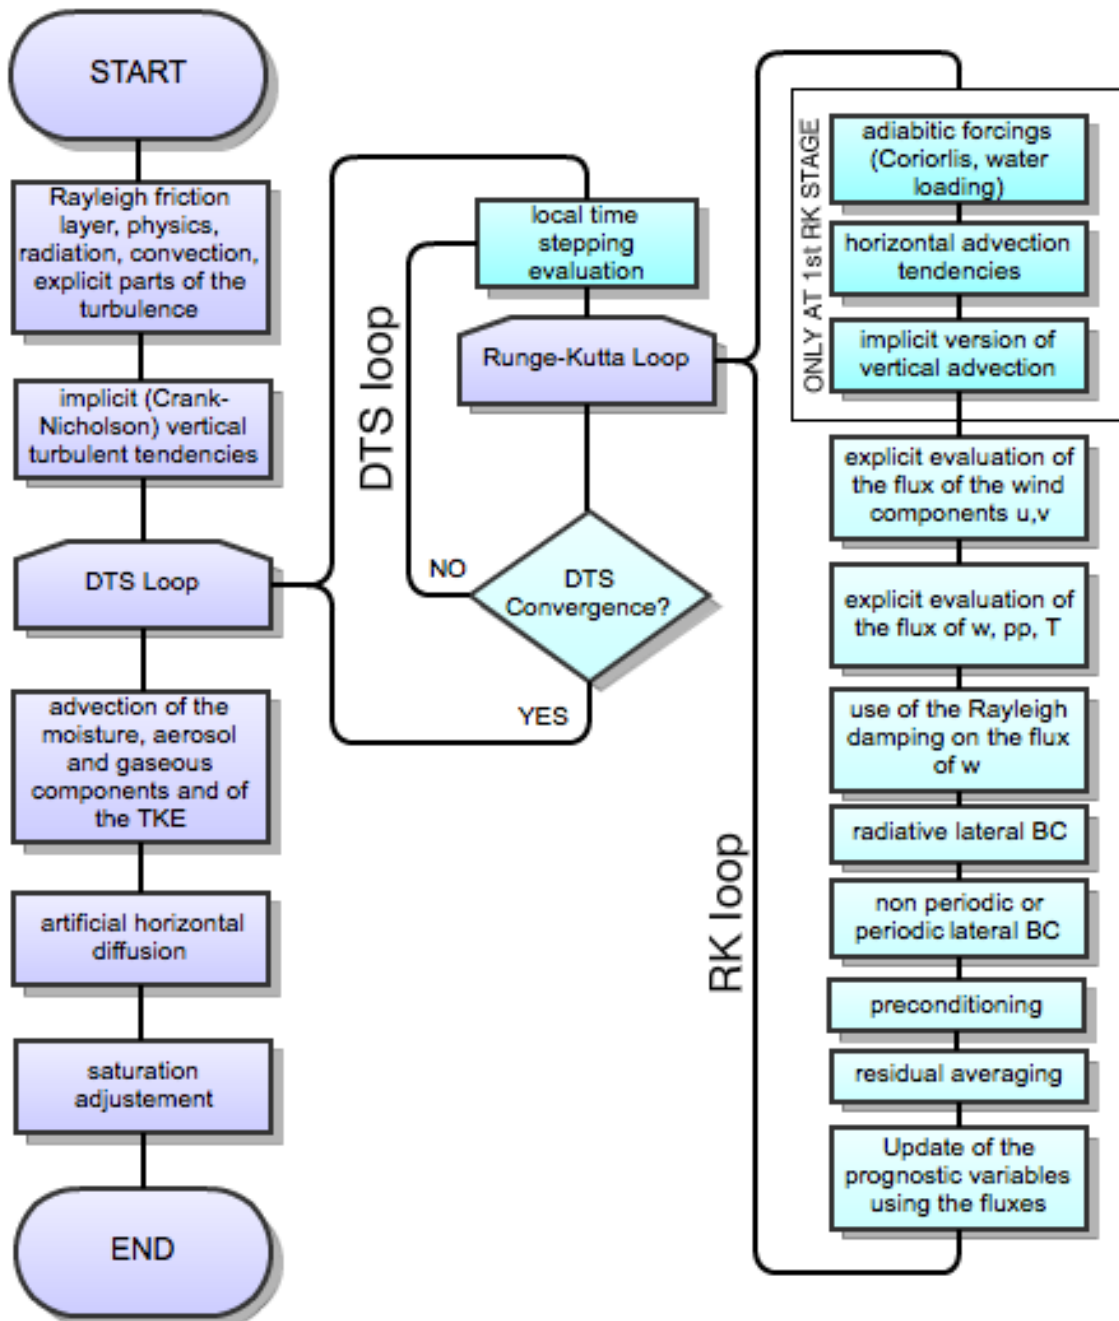 START
Rayleigh friction
layer, physics,
radiation, convection,
explicit parts of the
turbulence
implicit (Crank-
Nicholson) vertical
turbulent tendencies
DTS Loop
advection of the
moisture, aerosol
and gaseous
components and of
the TKE
artificial horizontal
diffusion
saturation
adjustement
END
DTS loop
local time
stepping
evaluation
Runge-Kutta Loop
DTS
Convergence?
NO
YES
RK loop
ONLY AT 1st RK STAGE
adiabitic forcings
(Coriorlis, water
loading)
horizontal advection
tendencies
implicit version of
vertical advection
explicit evaluation of
the flux of the wind
components u,v
explicit evaluation of
the flux of w, pp, T
use of the Rayleigh
damping on the flux
of w
radiative lateral BC
non periodic or
periodic lateral BC
preconditioning
residual averaging
Update of the
prognostic variables
using the fluxes